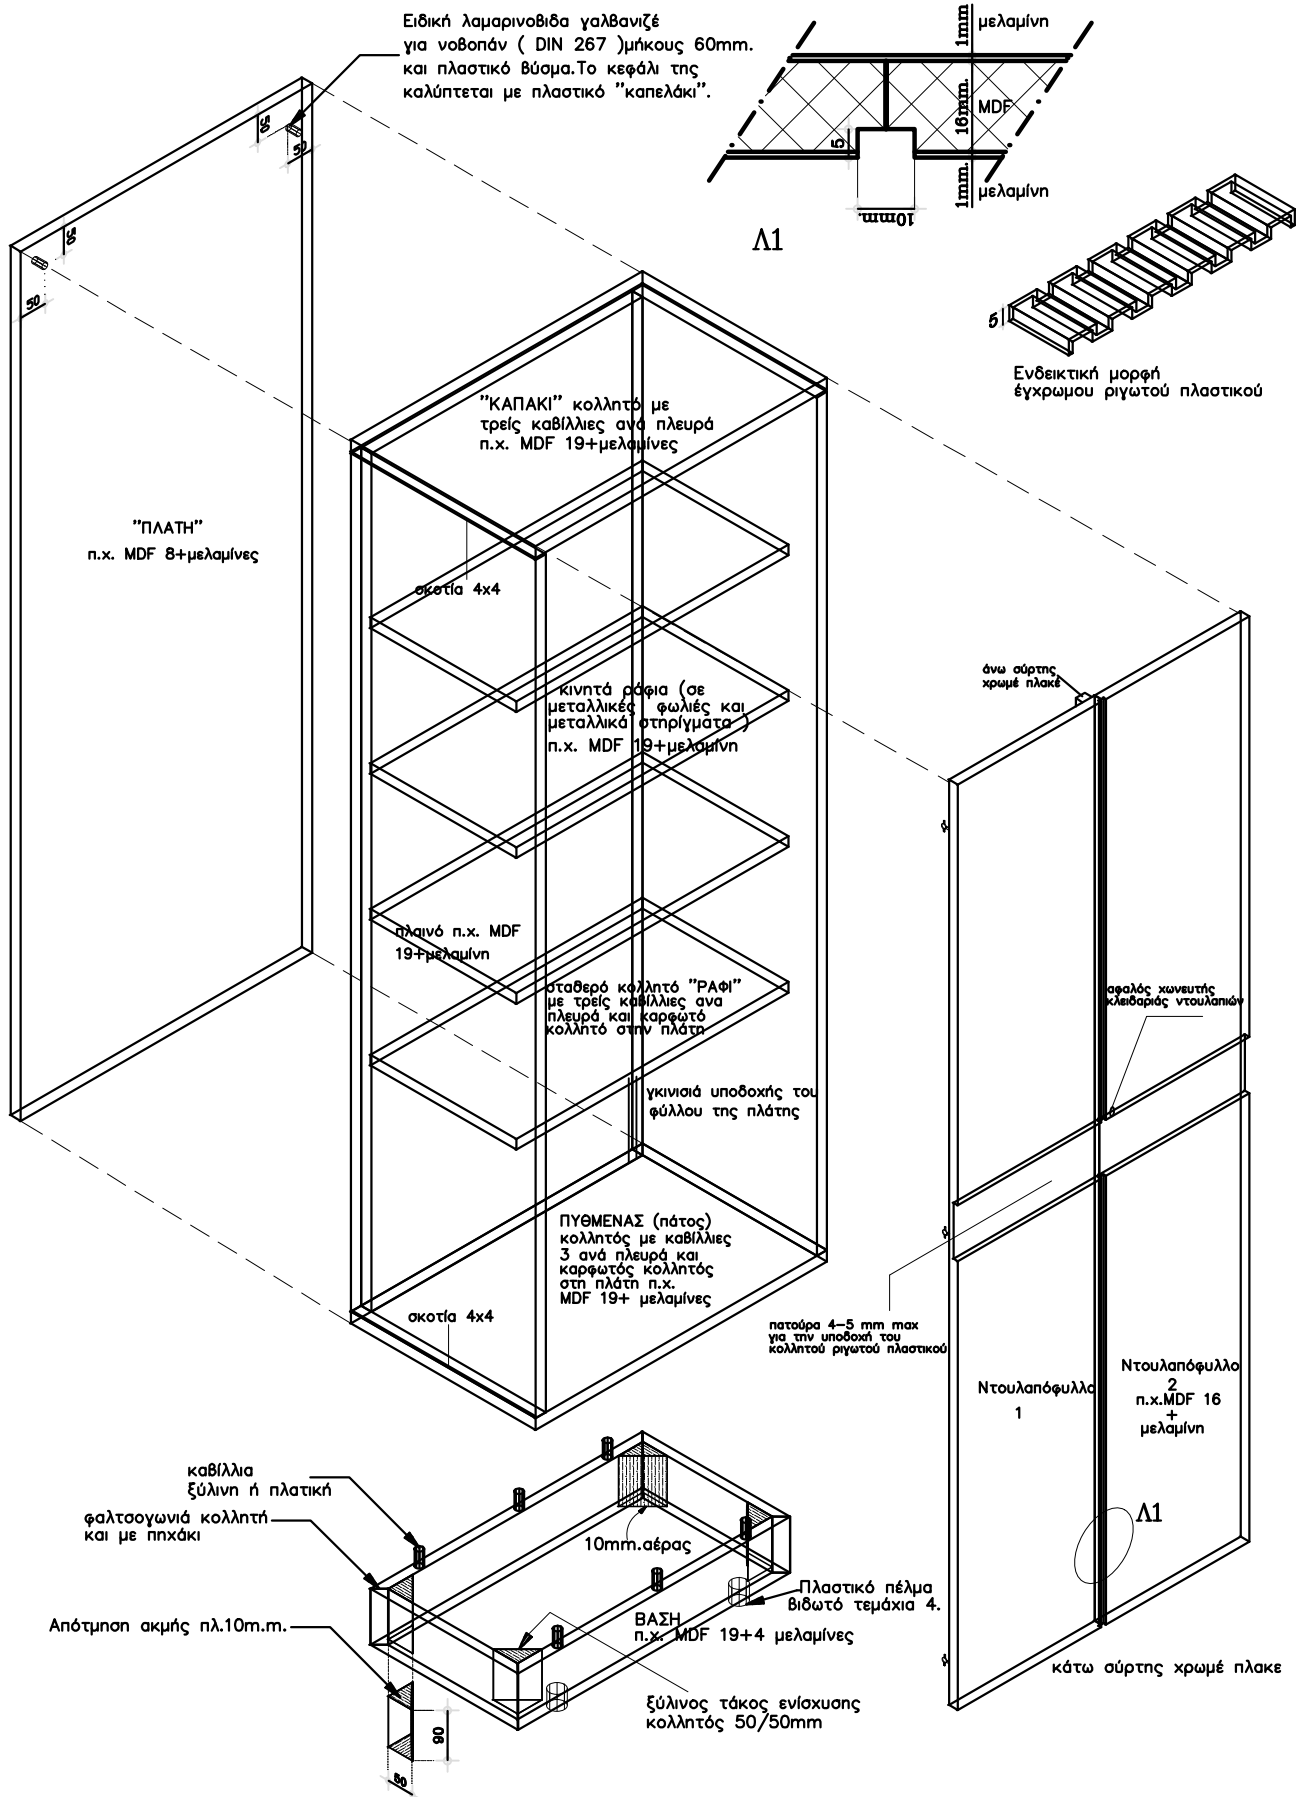 Ειδική λαμαρινοβιδα γαλβανιζέ
για νοβοπάν ( DIN 267 )μήκους 60mm.
και πλαστικό βύσμα.Το κεφάλι της
καλύπτεται με πλαστικό "καπελάκι".
1mm
μελαμίνη
16mm.
MDF
5
1mm.
μελαμίνη
10mm.
Λ1
50
50
50
50
5
Ενδεικτική μορφή
έγχρωμου ριγωτού πλαστικού
"ΚΑΠΑΚΙ" κολλητό με
τρείς καβίλλιες ανά πλευρά
π.χ. MDF 19+μελαμίνες
"ΠΛΑΤΗ"
π.χ. MDF 8+μελαμίνες
σκοτία 4x4
κινητά ράφια (σε
μεταλλικές φωλιές και
μεταλλικά στηρίγματα )
π.χ. MDF 19+μελαμίνη
άνω σύρτης
χρωμέ πλακέ
πλαινό π.χ. MDF
19+μελαμίνη
σταθερό κολλητό "ΡΑΦΙ"
με τρείς καβίλλιες ανα
πλευρά και καρφωτό
κολλητό στην πλάτη
αφαλός χωνευτής
κλειδαριάς ντουλαπιών
γκινισιά υποδοχής του
φύλλου της πλάτης
ΠΥΘΜΕΝΑΣ (πάτος)
κολλητός με καβίλλιες
3 ανά πλευρά και
καρφωτός κολλητός
στη πλάτη π.χ.
MDF 19+ μελαμίνες
σκοτία 4x4
πατούρα 4-5 mm max
για την υποδοχή του
κολλητού ριγωτού πλαστικού
Ντουλαπόφυλλο
1
Ντουλαπόφυλλο
2
π.χ.MDF 16
+
μελαμίνη
Λ1
καβίλλια
ξύλινη ή πλατική
φαλτσογωνιά κολλητή
και με πηχάκι
10mm.αέρας
Πλαστικό πέλμα
βιδωτό τεμάχια 4.
Απότμηση ακμής πλ.10m.m.
ΒΑΣΗ
π.χ. MDF 19+4 μελαμίνες
κάτω σύρτης χρωμέ πλακε
ξύλινος τάκος ενίσχυσης
κολλητός 50/50mm
90
50